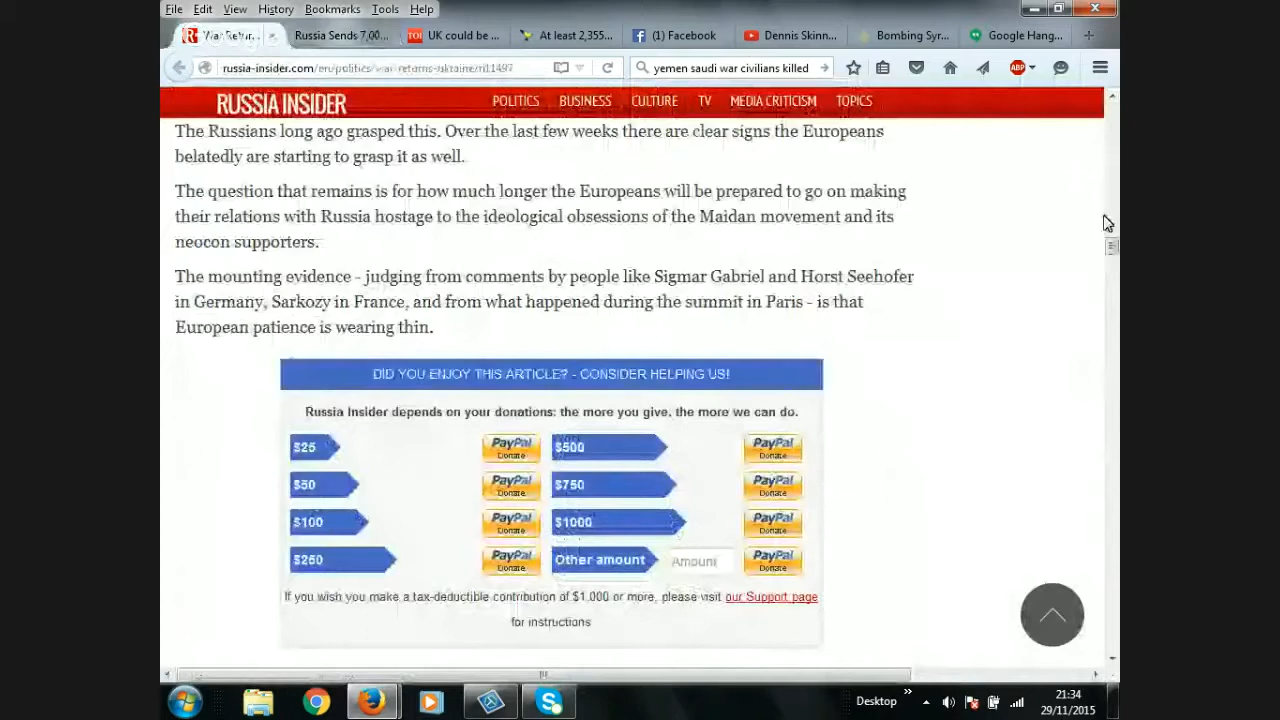 File Edit View History Bookmarks Tools Help
War Retur... Russia Sends 7,00... TOI UK could be ... At least 2,355... (1) Facebook Dennis Skinn... Bombing Syr... Google Hang...
russia-insider.com/en/politics/war-returns-ukraine/ri11497 yemen saudi war civilians killed ABP
RUSSIA INSIDER POLITICS BUSINESS CULTURE TV MEDIA CRITICISM TOPICS
The Russians long ago grasped this. Over the last few weeks there are clear signs the Europeans
belatedly are starting to grasp it as well.
The question that remains is for how much longer the Europeans will be prepared to go on making
their relations with Russia hostage to the ideological obsessions of the Maidan movement and its
neocon supporters.
The mounting evidence - judging from comments by people like Sigmar Gabriel and Horst Seehofer
in Germany, Sarkozy in France, and from what happened during the summit in Paris - is that
European patience is wearing thin.
DID YOU ENJOY THIS ARTICLE? - CONSIDER HELPING US!
Russia Insider depends on your donations: the more you give, the more we can do.
$25 PayPal Donate $500 PayPal Donate
$50 PayPal Donate $750 PayPal Donate
$100 PayPal Donate $1000 PayPal Donate
$250 PayPal Donate Other amount Amount PayPal Donate
If you wish you make a tax-deductible contribution of $1,000 or more, please visit our Support page
for instructions
Desktop » 21:34
29/11/2015